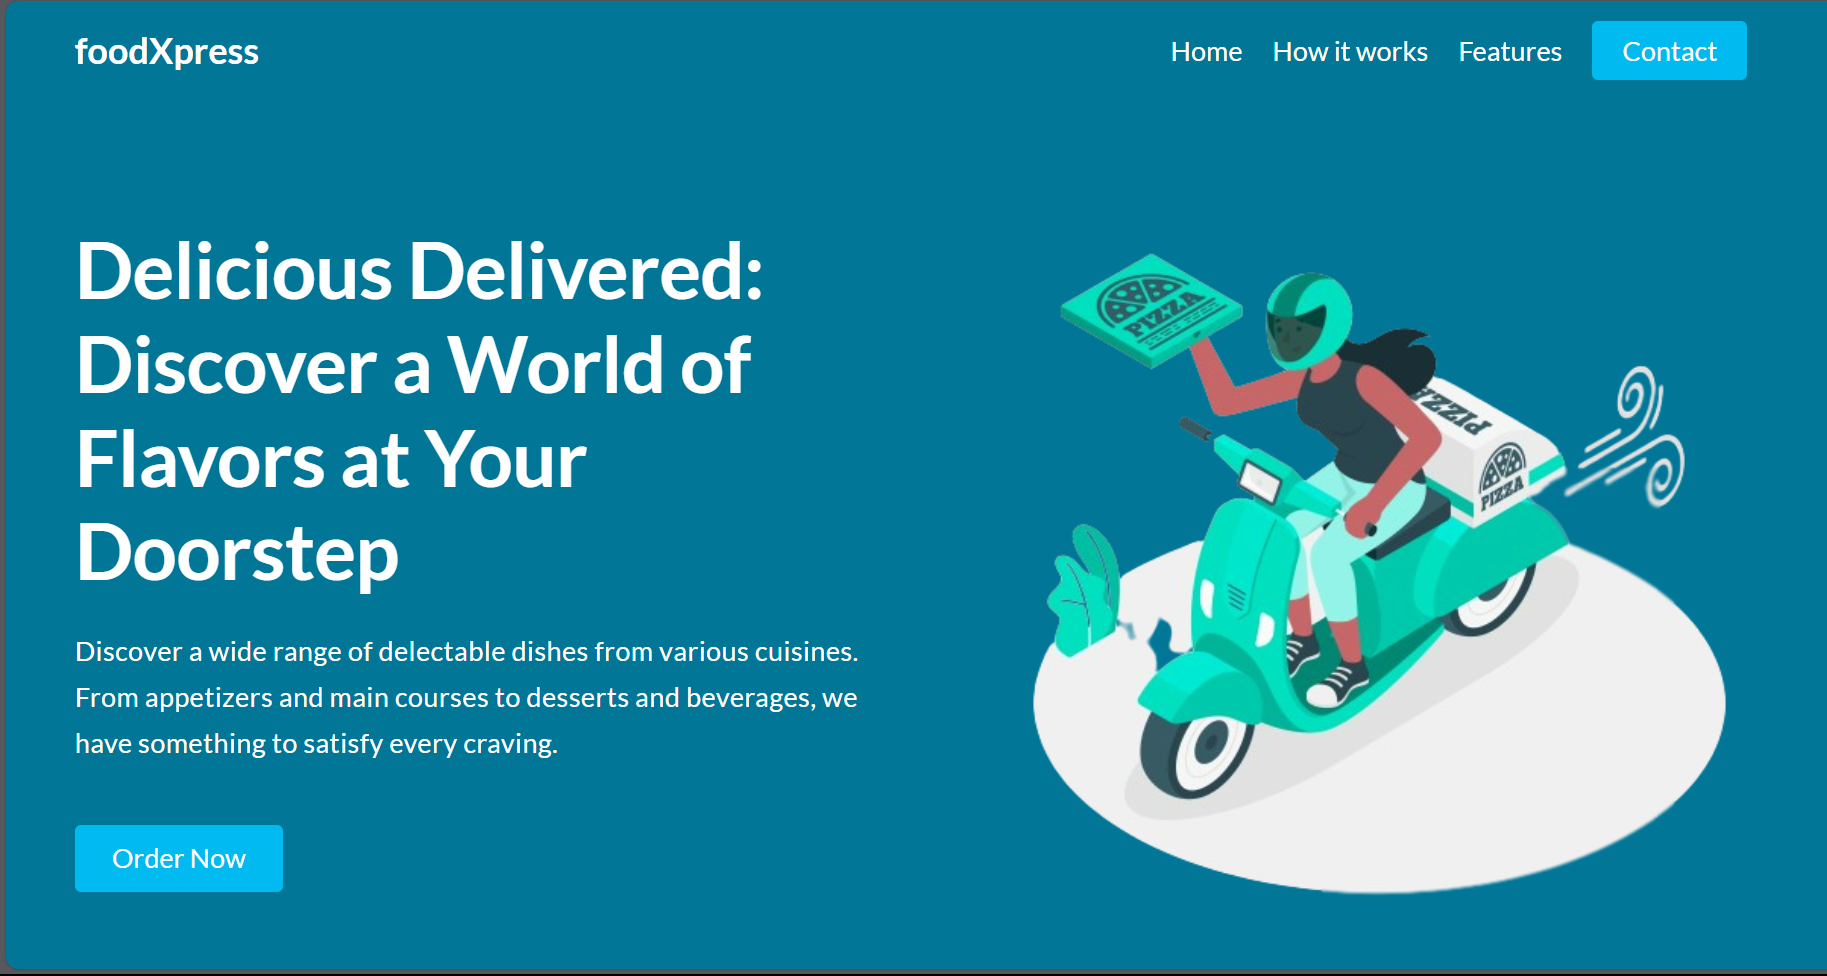 foodXpress
Home How it works Features Contact
Delicious Delivered:
Discover a World of
Flavors at Your
Doorstep
Discover a wide range of delectable dishes from various cuisines.
From appetizers and main courses to desserts and beverages, we
have something to satisfy every craving.
Order Now
PIZZA
PIZZA
PIZZA